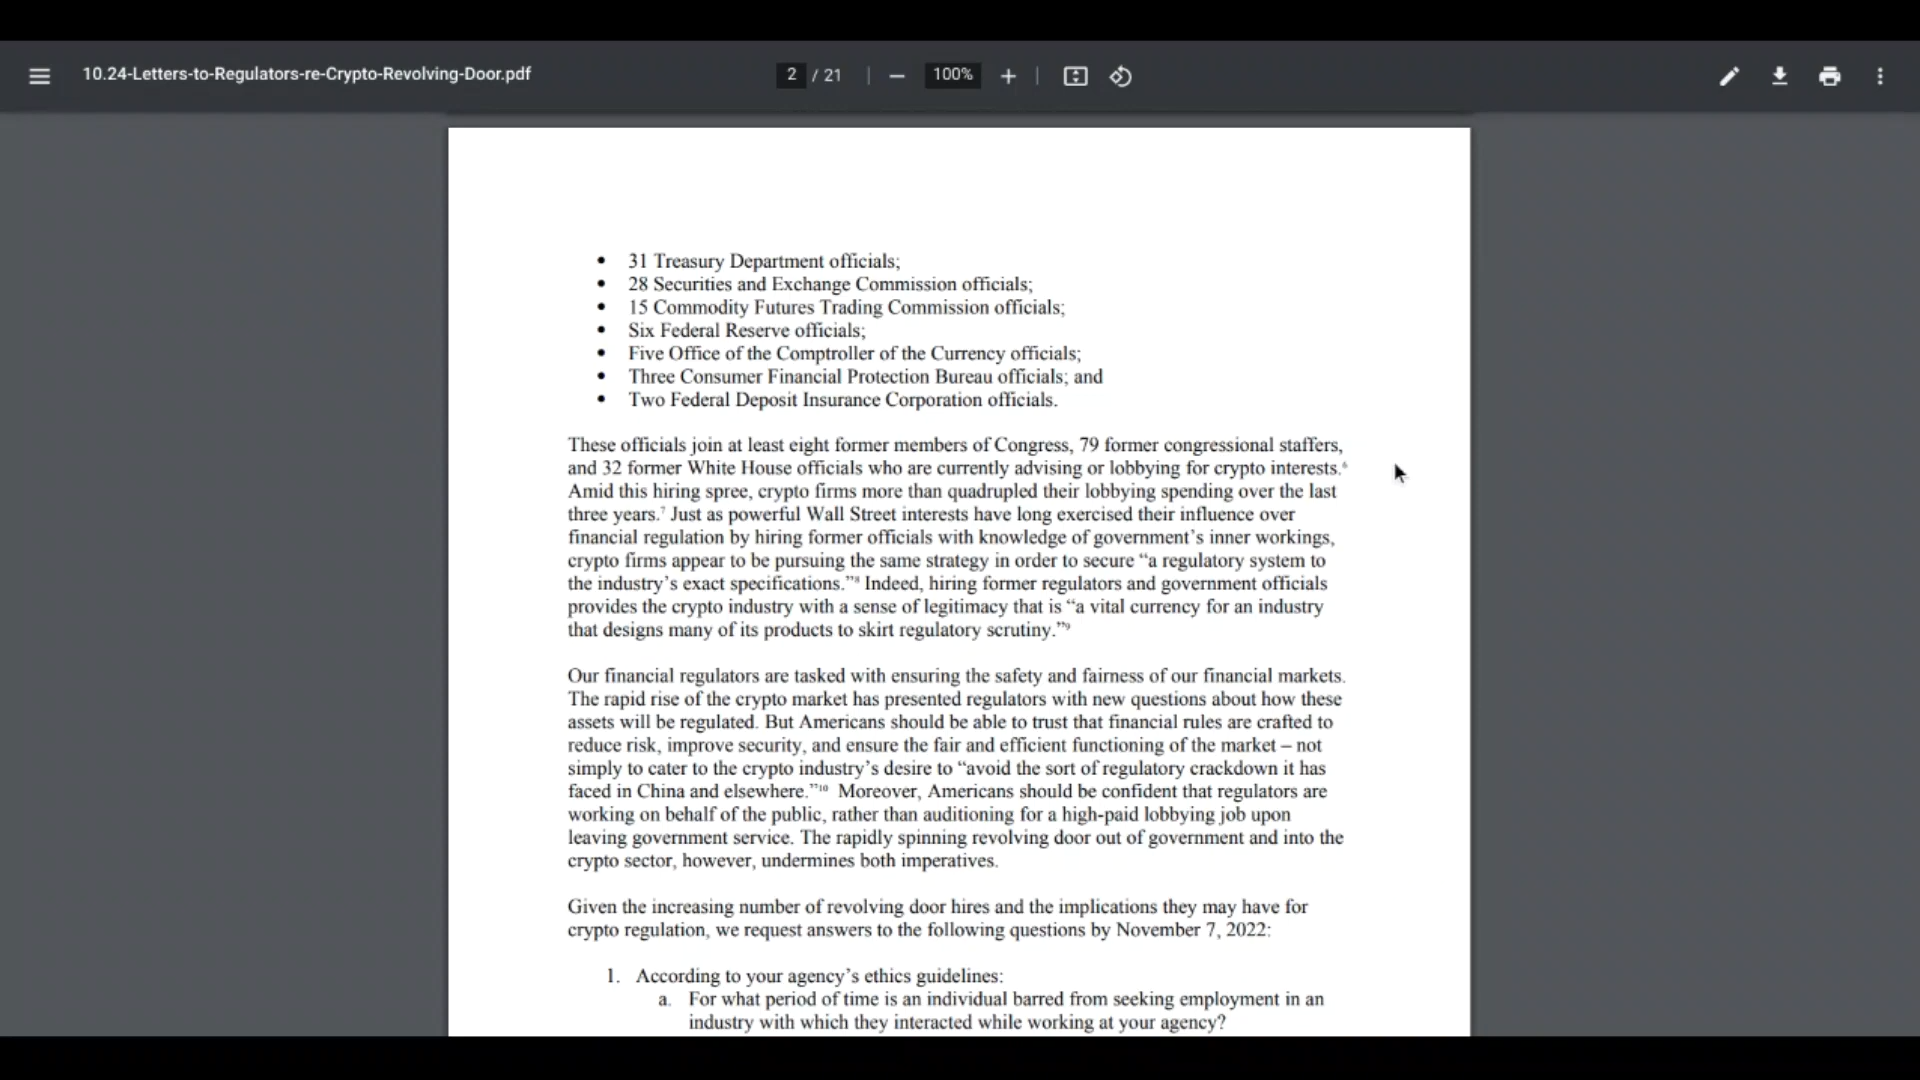 10.24-Letters-to-Regulators-re-Crypto-Revolving-Door.pdf
2 / 21
100%
• 31 Treasury Department officials;
• 28 Securities and Exchange Commission officials;
• 15 Commodity Futures Trading Commission officials;
• Six Federal Reserve officials;
• Five Office of the Comptroller of the Currency officials;
• Three Consumer Financial Protection Bureau officials; and
• Two Federal Deposit Insurance Corporation officials.
These officials join at least eight former members of Congress, 79 former congressional staffers,
and 32 former White House officials who are currently advising or lobbying for crypto interests.⁶
Amid this hiring spree, crypto firms more than quadrupled their lobbying spending over the last
three years.⁷ Just as powerful Wall Street interests have long exercised their influence over
financial regulation by hiring former officials with knowledge of government’s inner workings,
crypto firms appear to be pursuing the same strategy in order to secure “a regulatory system to
the industry’s exact specifications.”⁸ Indeed, hiring former regulators and government officials
provides the crypto industry with a sense of legitimacy that is “a vital currency for an industry
that designs many of its products to skirt regulatory scrutiny.”⁹
Our financial regulators are tasked with ensuring the safety and fairness of our financial markets.
The rapid rise of the crypto market has presented regulators with new questions about how these
assets will be regulated. But Americans should be able to trust that financial rules are crafted to
reduce risk, improve security, and ensure the fair and efficient functioning of the market – not
simply to cater to the crypto industry’s desire to “avoid the sort of regulatory crackdown it has
faced in China and elsewhere.”¹⁰ Moreover, Americans should be confident that regulators are
working on behalf of the public, rather than auditioning for a high-paid lobbying job upon
leaving government service. The rapidly spinning revolving door out of government and into the
crypto sector, however, undermines both imperatives.
Given the increasing number of revolving door hires and the implications they may have for
crypto regulation, we request answers to the following questions by November 7, 2022:
1. According to your agency’s ethics guidelines:
a. For what period of time is an individual barred from seeking employment in an
industry with which they interacted while working at your agency?